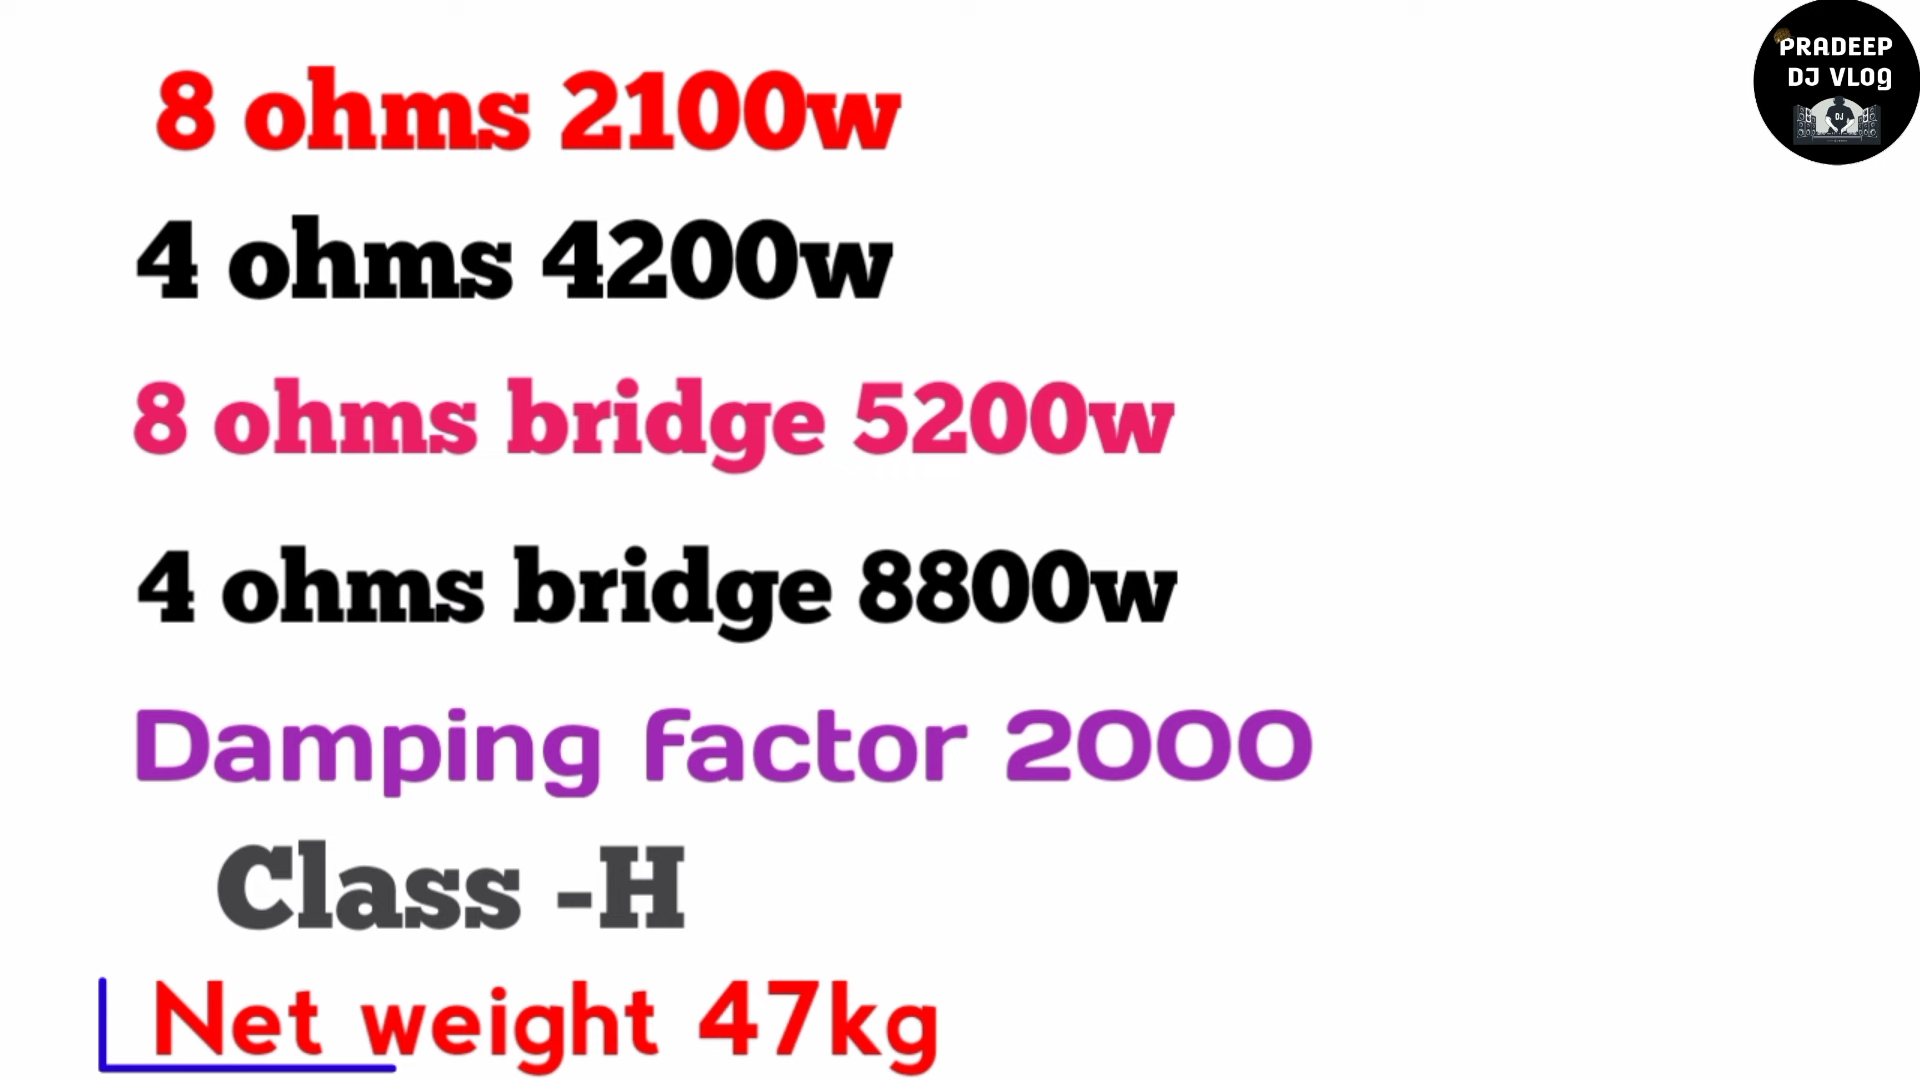 PRADEEP
DJ VLOg
DJ
8 ohms 2100w
4 ohms 4200w
8 ohms bridge 5200w
4 ohms bridge 8800w
Damping factor 2000
Class -H
Net weight 47kg